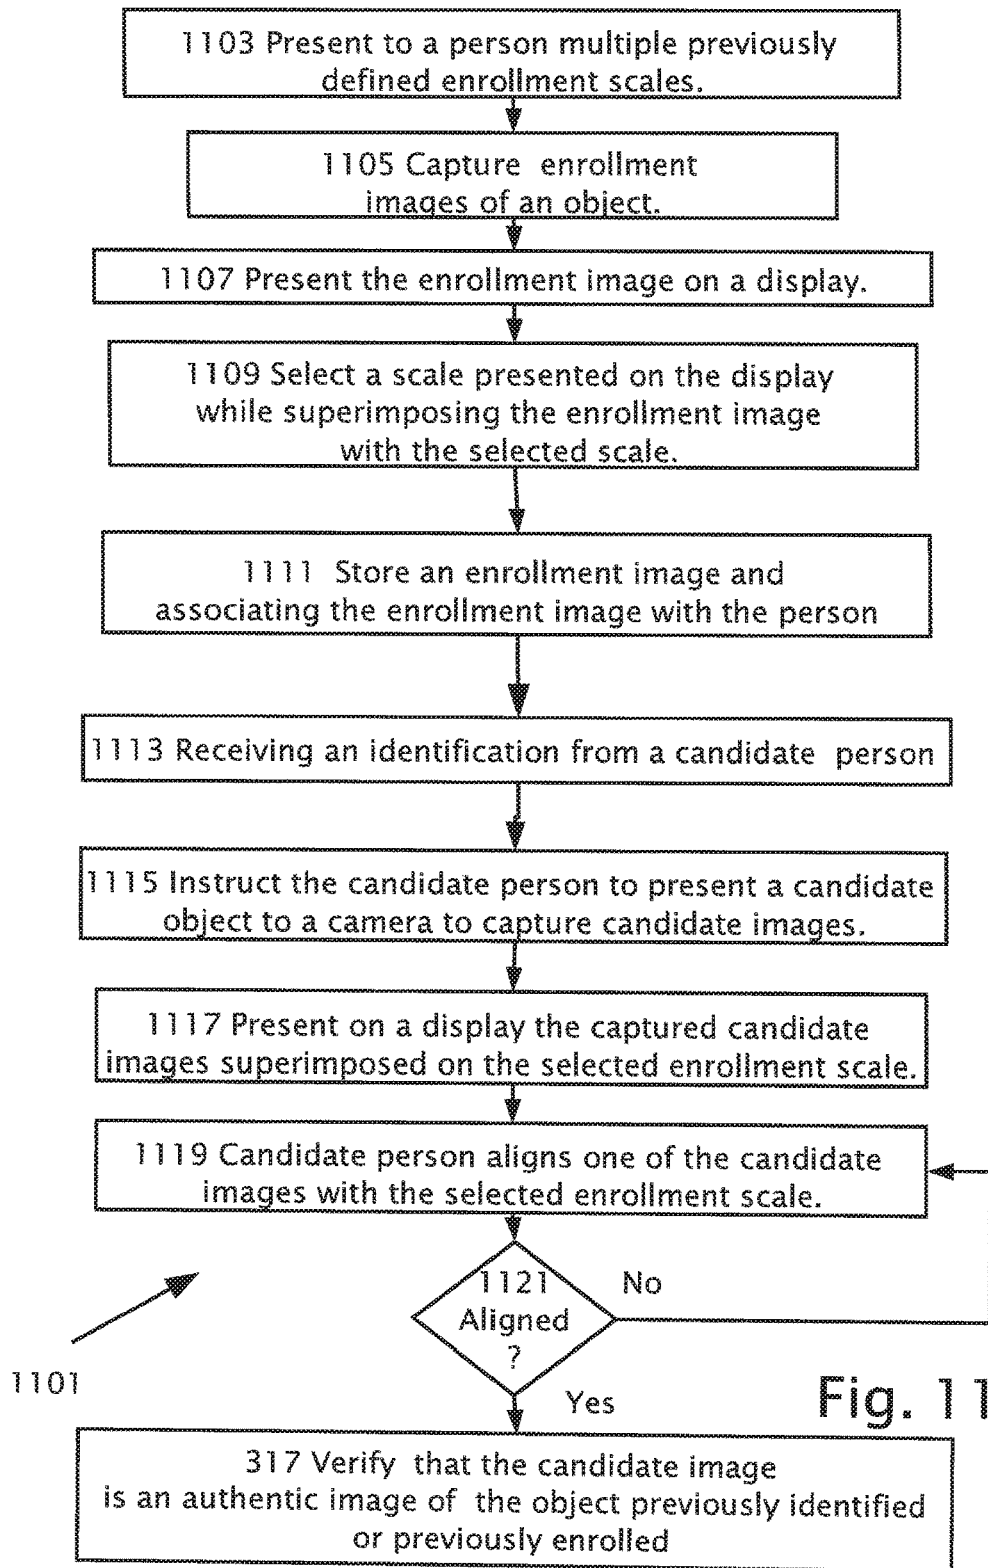 1103 Present to a person multiple previously
defined enrollment scales.
1105 Capture enrollment
images of an object.
1107 Present the enrollment image on a display.
1109 Select a scale presented on the display
while superimposing the enrollment image
with the selected scale.
1111 Store an enrollment image and
associating the enrollment image with the person
1113 Receiving an identification from a candidate person
1115 Instruct the candidate person to present a candidate
object to a camera to capture candidate images.
1117 Present on a display the captured candidate
images superimposed on the selected enrollment scale.
1119 Candidate person aligns one of the candidate
images with the selected enrollment scale.
1121
Aligned
?
No
Yes
1101
Fig. 11
317 Verify that the candidate image
is an authentic image of the object previously identified
or previously enrolled